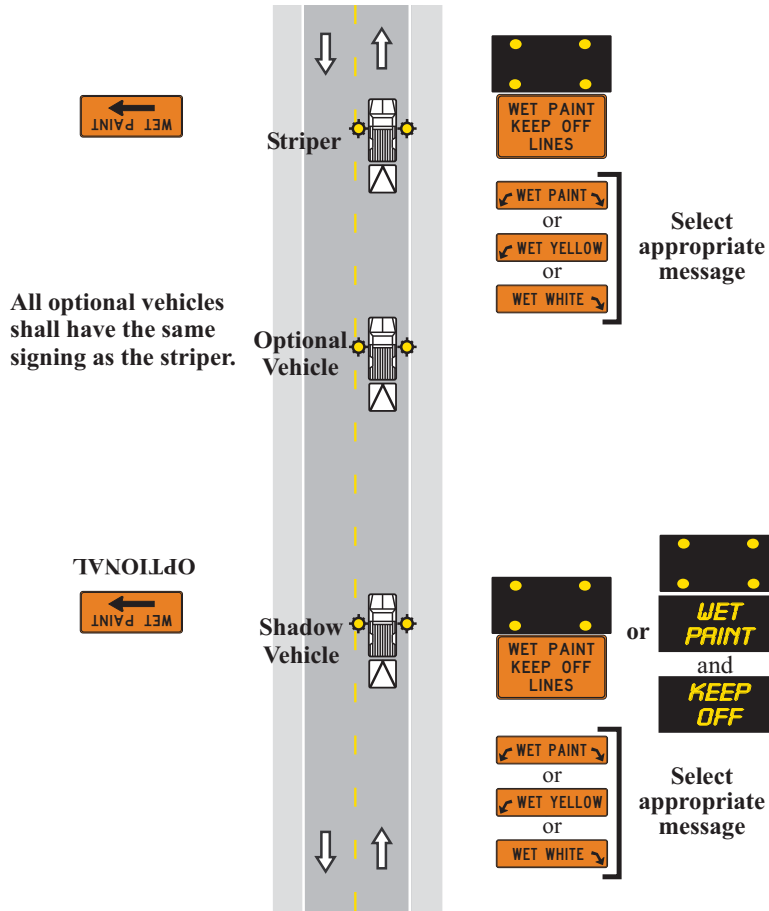 WET PAINT
Striper
WET PAINT
KEEP OFF
LINES
WET PAINT
or
WET YELLOW
or
WET WHITE
Select
appropriate
message
All optional vehicles
shall have the same
signing as the striper.
Optional
Vehicle
OPTIONAL
WET PAINT
Shadow
Vehicle
WET PAINT
KEEP OFF
LINES
or
WET
PAINT
and
KEEP
OFF
WET PAINT
or
WET YELLOW
or
WET WHITE
Select
appropriate
message